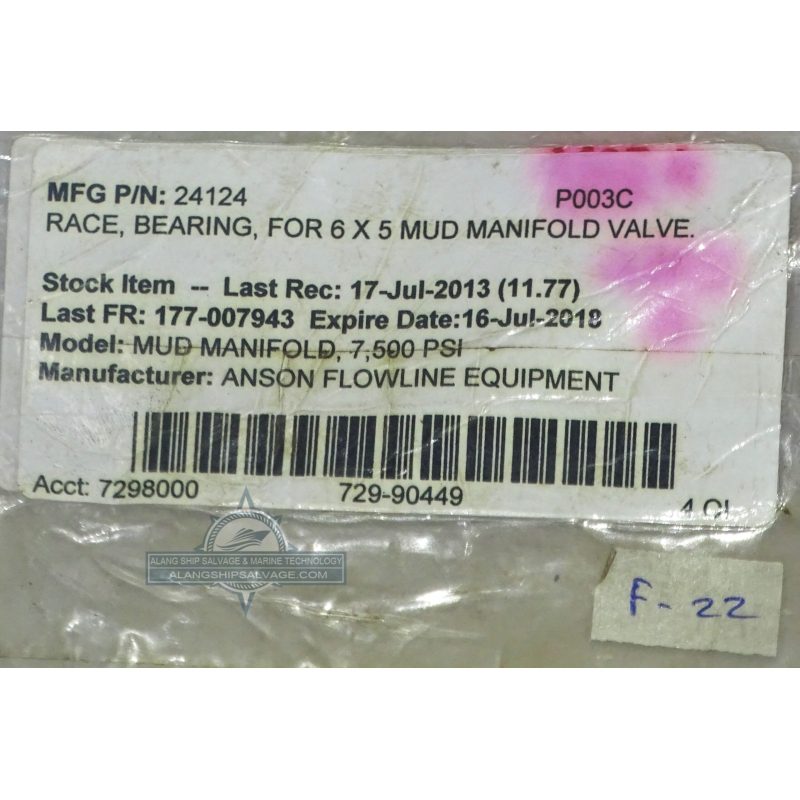 MFG P/N: 24124 P003C
RACE, BEARING, FOR 6 X 5 MUD MANIFOLD VALVE.
Stock Item -- Last Rec: 17-Jul-2013 (11.77)
Last FR: 177-007943 Expire Date:16-Jul-2018
Model: MUD MANIFOLD, 7,500 PSI
Manufacturer: ANSON FLOWLINE EQUIPMENT
Acct: 7298000 729-90449
ALANG SHIP SALVAGE & MARINE TECHNOLOGY
ALANGSHIPSALVAGE.COM
F-22